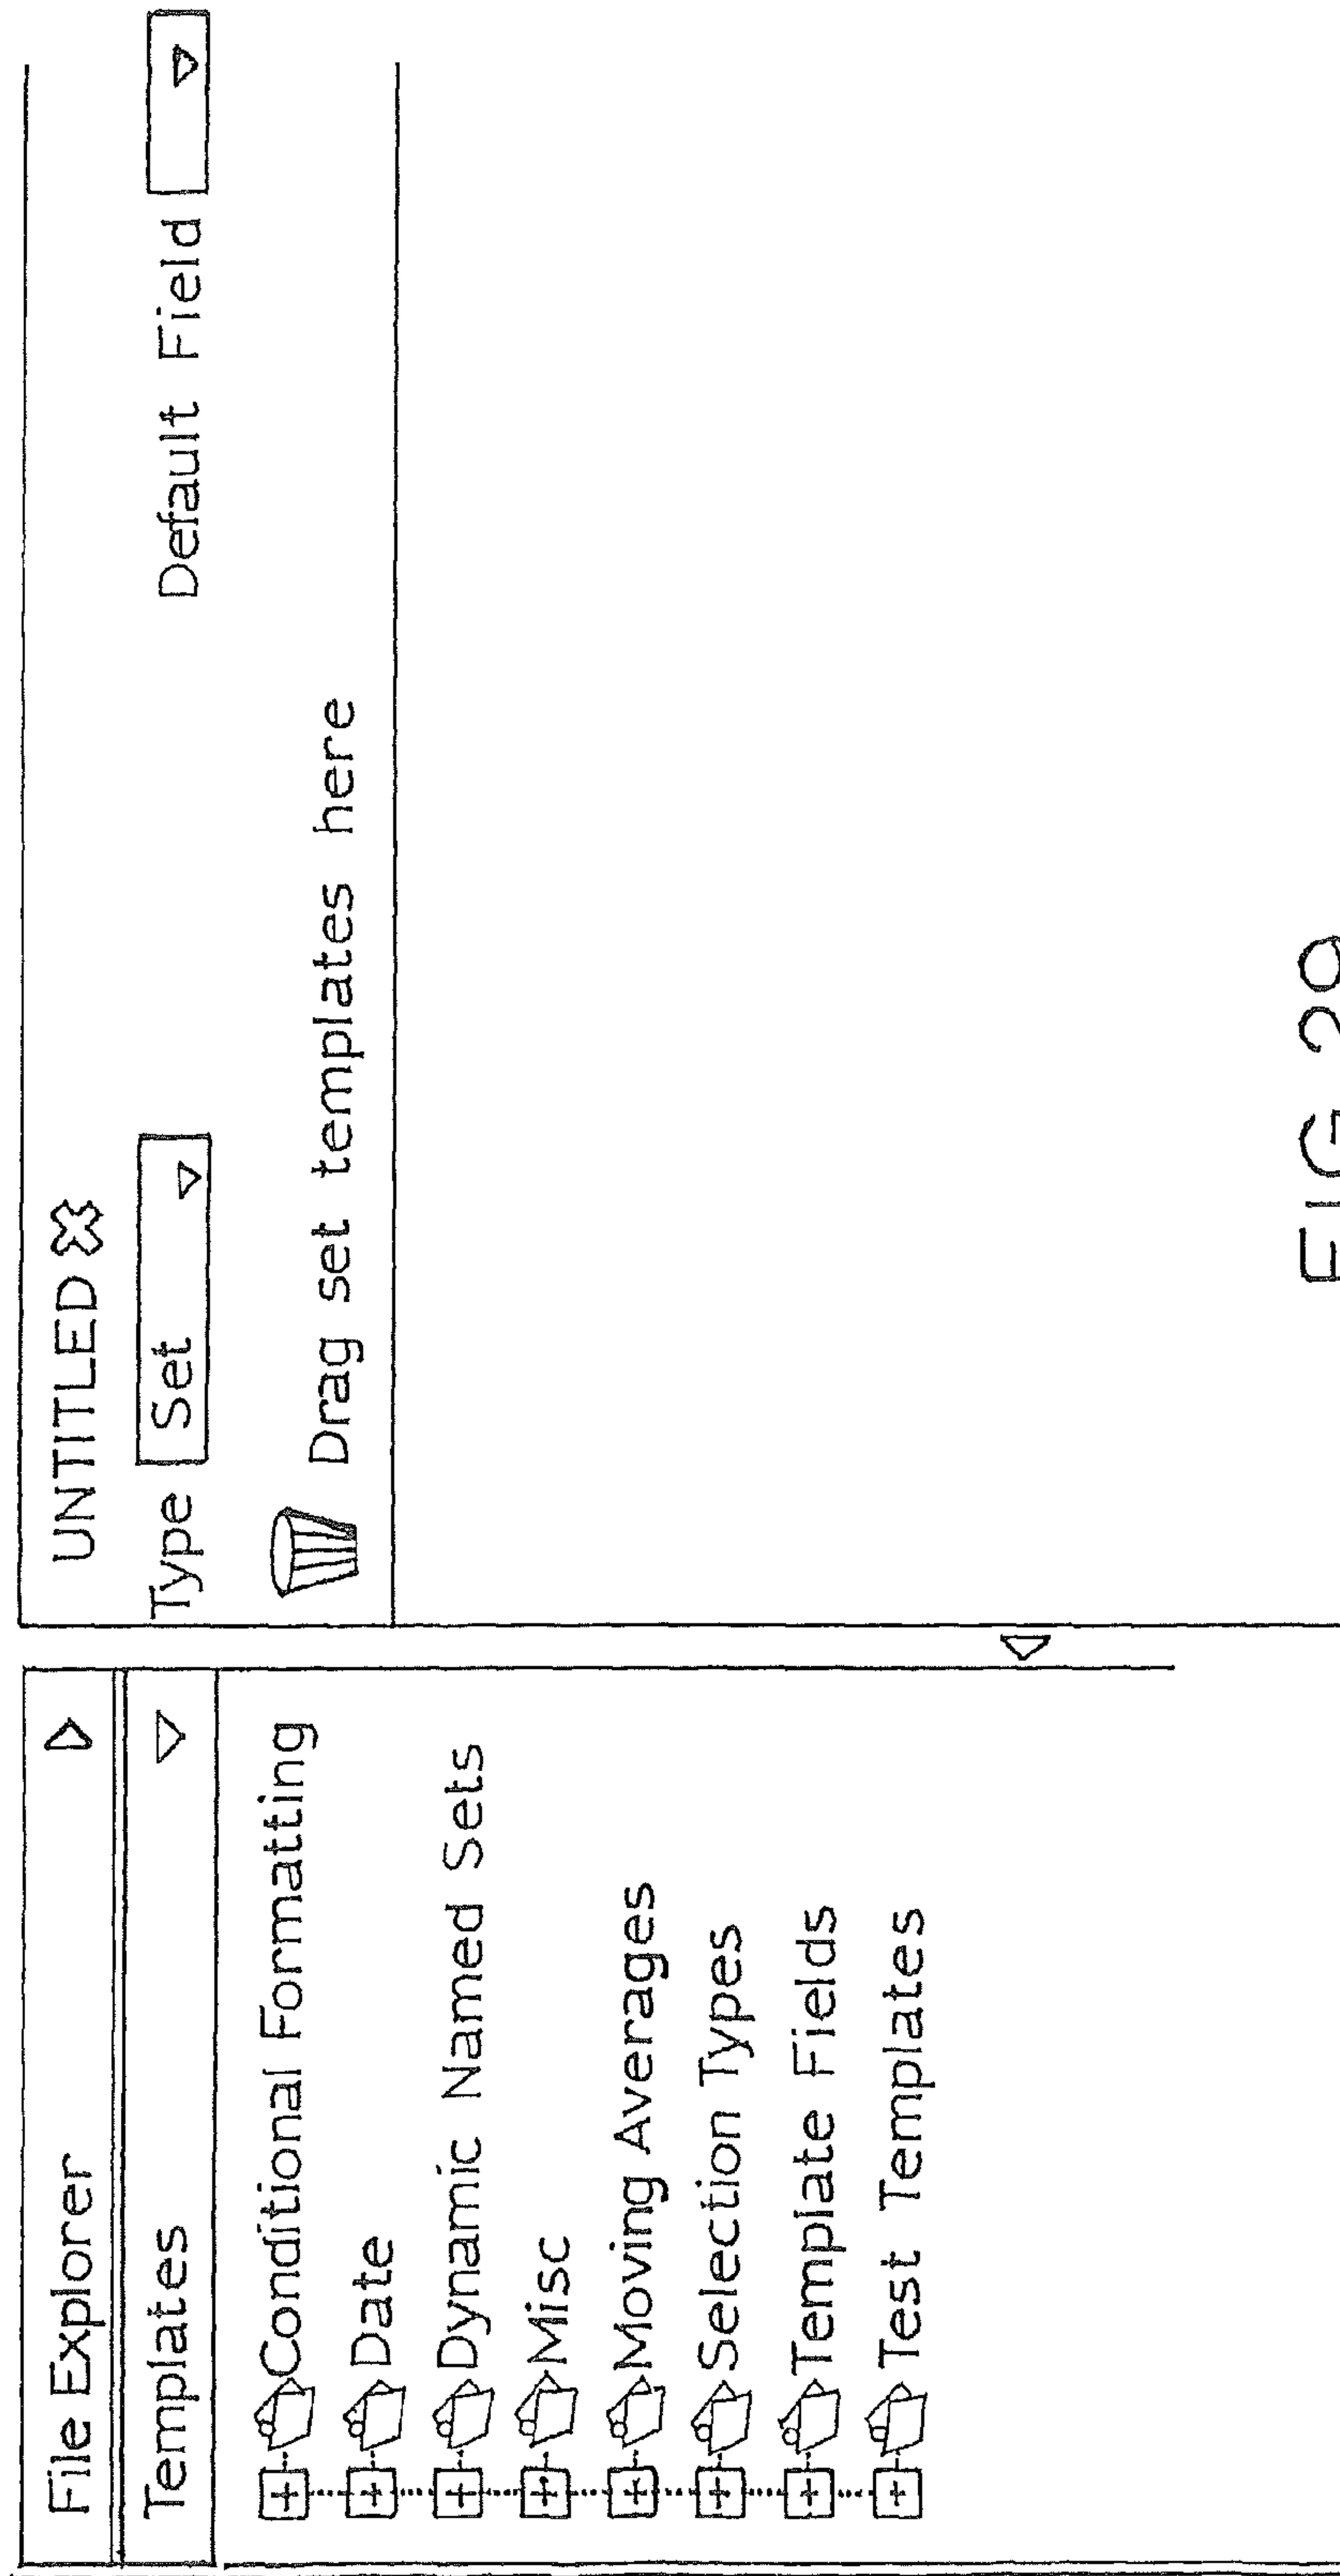 File Explorer
Templates
Conditional Formatting
Date
Dynamic Named Sets
Misc
Moving Averages
Selection Types
Template Fields
Test Templates
UNTITLED
Type Set Default Field
Drag set templates here
FIG